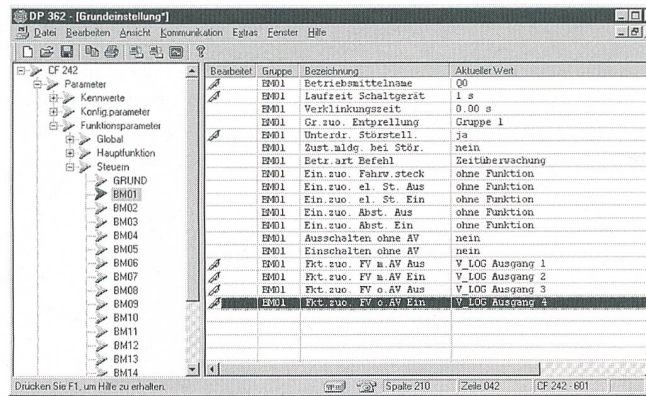 DP 362 - [Grundeinstellung*]
Datei Bearbeiten Ansicht Kommunikation Extras Fenster Hilfe
CF 242
Parameter
Kennwerte
Konfig.parameter
Funktionsparameter
Global
Hauptfunktion
Steuern
GRUND
BM01
BM02
BM03
BM04
BM05
BM06
BM07
BM08
BM09
BM10
BM11
BM12
BM13
BM14
Bearbeitet Gruppe Bezeichnung Aktueller Wert
BM01 Betriebsmittelname Q0
BM01 Laufzeit Schaltgerät 1 s
BM01 Verklinkungszeit 0.00 s
BM01 Gr.zuo. Entprellung Gruppe 1
BM01 Unterdr. Störstell. ja
BM01 Zust.mldg. bei Stör. nein
BM01 Betr.art Befehl Zeitüberwachung
BM01 Ein.zuo. Fahrw.steck ohne Funktion
BM01 Ein.zuo. el. St. Aus ohne Funktion
BM01 Ein.zuo. el. St. Ein ohne Funktion
BM01 Ein.zuo. Abst. Aus ohne Funktion
BM01 Ein.zuo. Abst. Ein ohne Funktion
BM01 Ausschalten ohne AV nein
BM01 Einschalten ohne AV nein
BM01 Fkt.zuo. FV m.AV Aus V_LOG Ausgang 1
BM01 Fkt.zuo. FV m.AV Ein V_LOG Ausgang 2
BM01 Fkt.zuo. FV o.AV Aus V_LOG Ausgang 3
BM01 Fkt.zuo. FV o.AV Ein V_LOG Ausgang 4
Drücken Sie F1, um Hilfe zu erhalten. Spalte 210 Zeile 042 CF 242 - 601